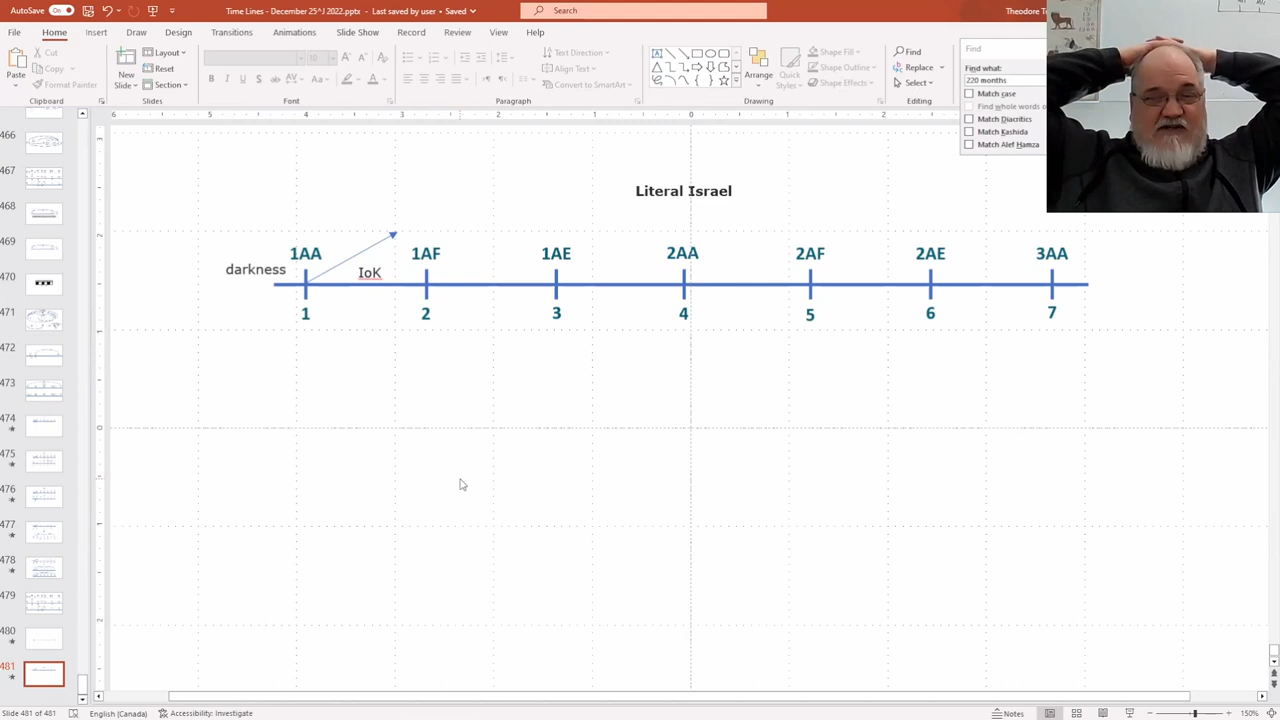 AutoSave On Time Lines - December 25^J 2022.pptx • Last saved by user • Saved Search Theodore
File Home Insert Draw Design Transitions Animations Slide Show Record Review View Help
Paste Cut Copy Format Painter Clipboard
New Slide Layout Reset Section Slides
Font
Text Direction Align Text Convert to SmartArt Paragraph
Arrange Quick Styles Shape Fill Shape Outline Shape Effects Drawing
Find Replace Select Editing
Find
Find what:
220 months
Match case
Find whole words
Match Diacritics
Match Kashida
Match Alef Hamza
466
467
468
469
470
471
472
473
474
475
476
477
478
479
480
481
Literal Israel
1AA 1AF 1AE 2AA 2AF 2AE 3AA
darkness IoK
1 2 3 4 5 6 7
Slide 481 of 481 English (Canada) Accessibility: Investigate Notes 150%